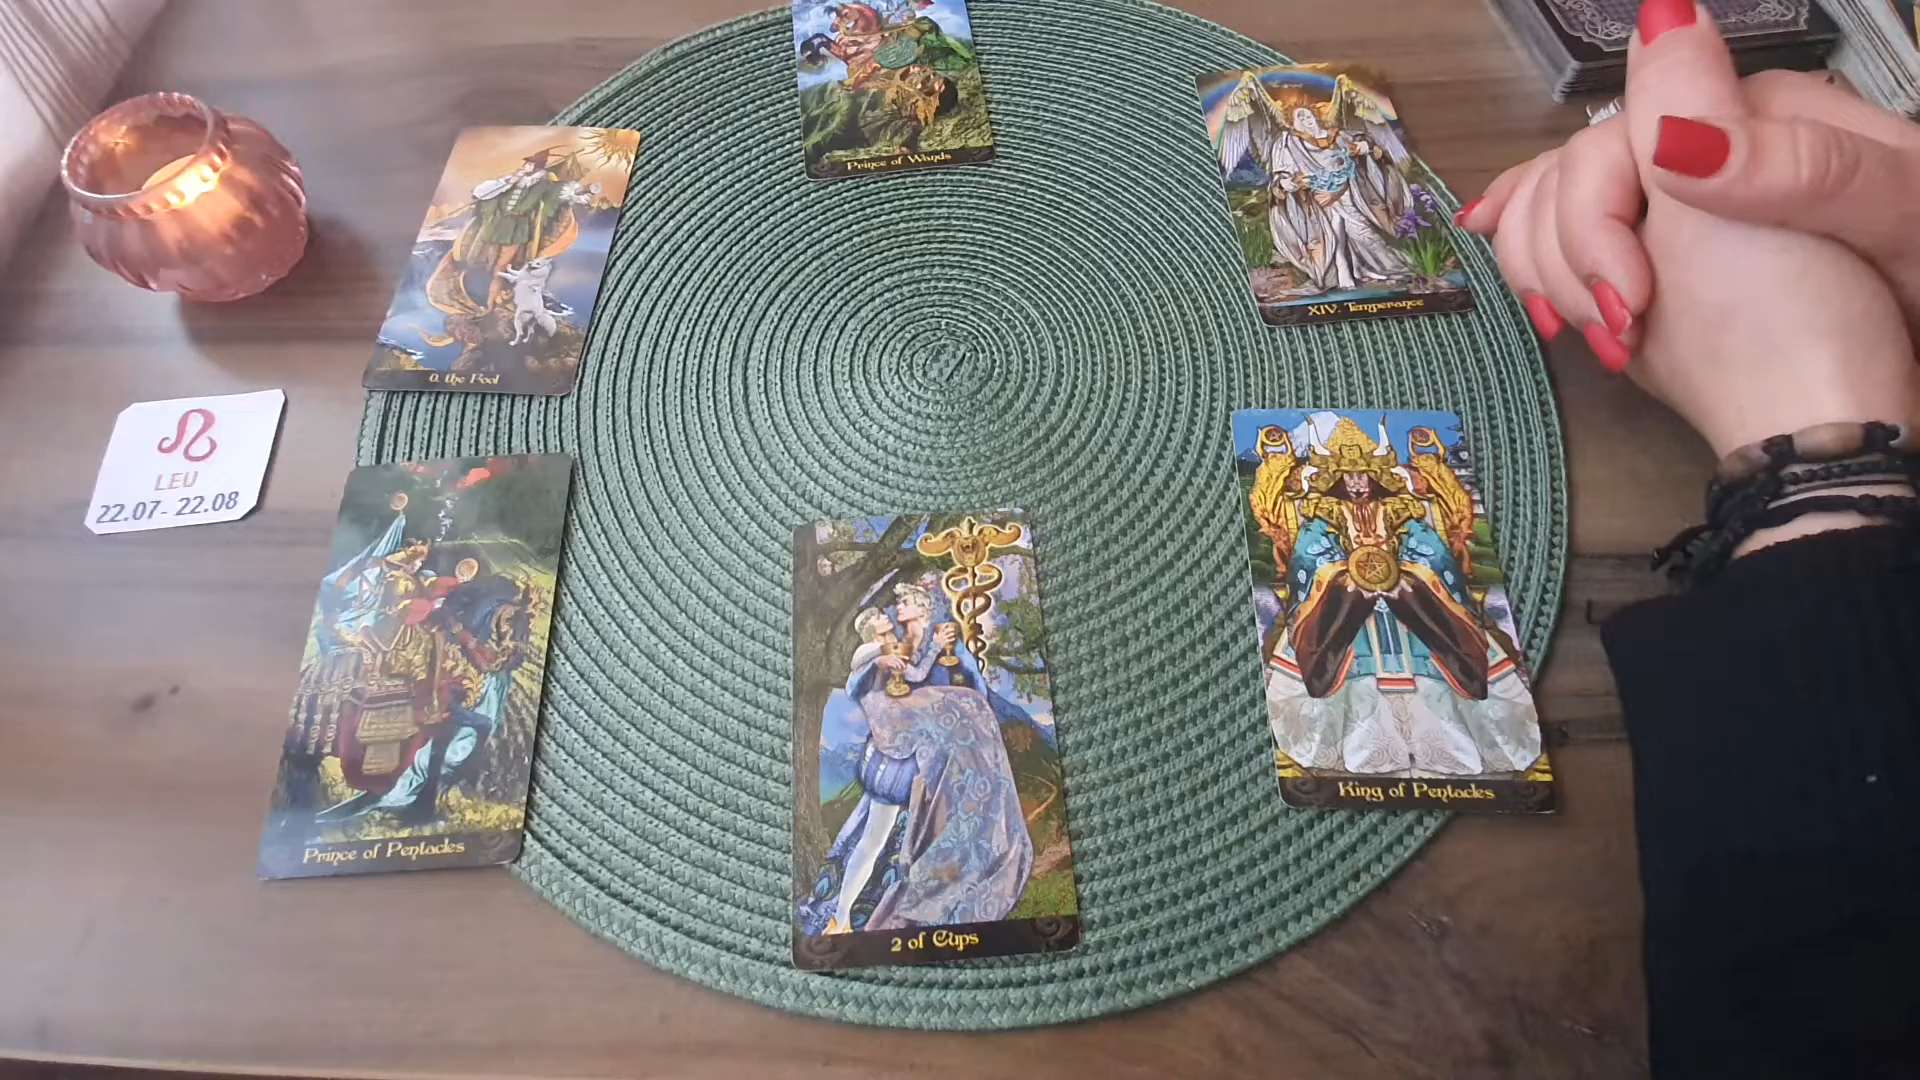 Prince of Wands
0. the Fool
XIV. Temperance
LEU
22.07- 22.08
Prince of Pentacles
2 of Cups
King of Pentacles